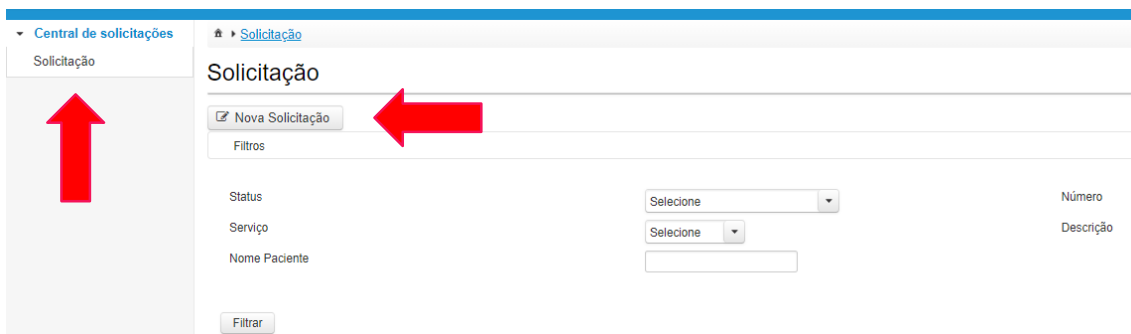 Central de solicitações
Solicitação
Solicitação
Solicitação
Nova Solicitação
Filtros
Status Selecione Número
Serviço Selecione Descrição
Nome Paciente
Filtrar